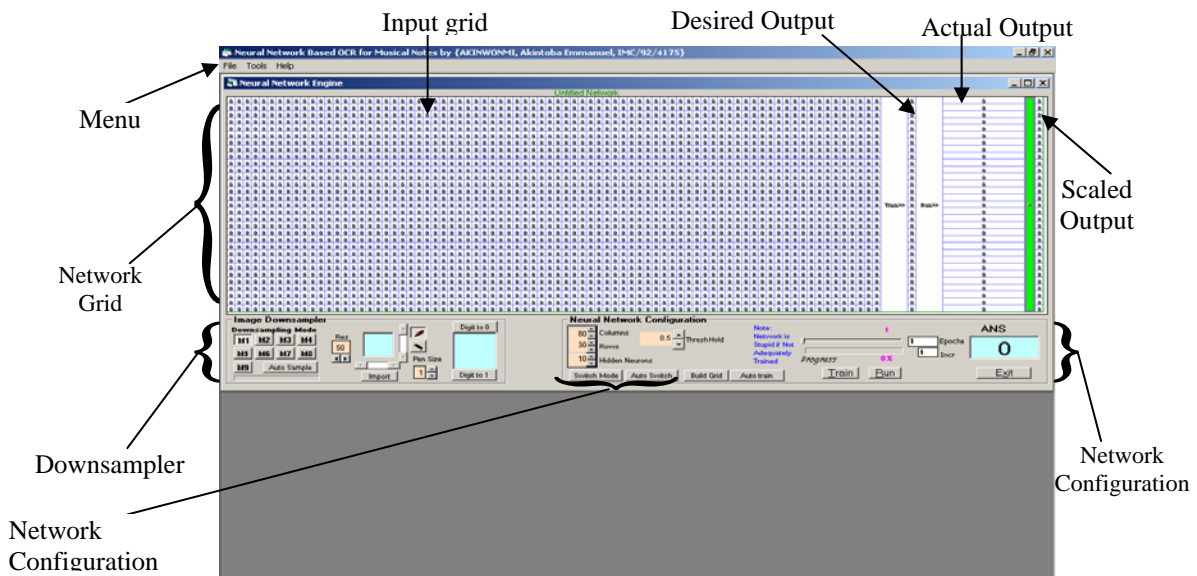 Input grid
Desired Output
Actual Output
Neural Network Based OCR for Musical Notes by {AKINWONMI, Akintoba Emmanuel, IMC/92/4175}
File Tools Help
Neural Network Engine
Untitled Network
Menu
Scaled
Output
Network
Grid
Train>>
Run>>
Image Downsampler
Downsampling Mode
M1 M2 M3 M4
M5 M6 M7 M8
M9 Auto Sample
Res
50
Import
Pen Size
1
Digit to 0
Digit to 1
Neural Network Configuration
80 Columns
30 Rows
10 Hidden Neurons
0.5 Thresh Hold
Switch Mode Auto Switch Build Grid Auto train
Note:
Network is
Stupid if Not
Adequately
Trained
1
Progress 0%
1 Epochs
1 Incr
Train Run
ANS
0
Exit
Downsampler
Network
Configuration
Network
Configuration